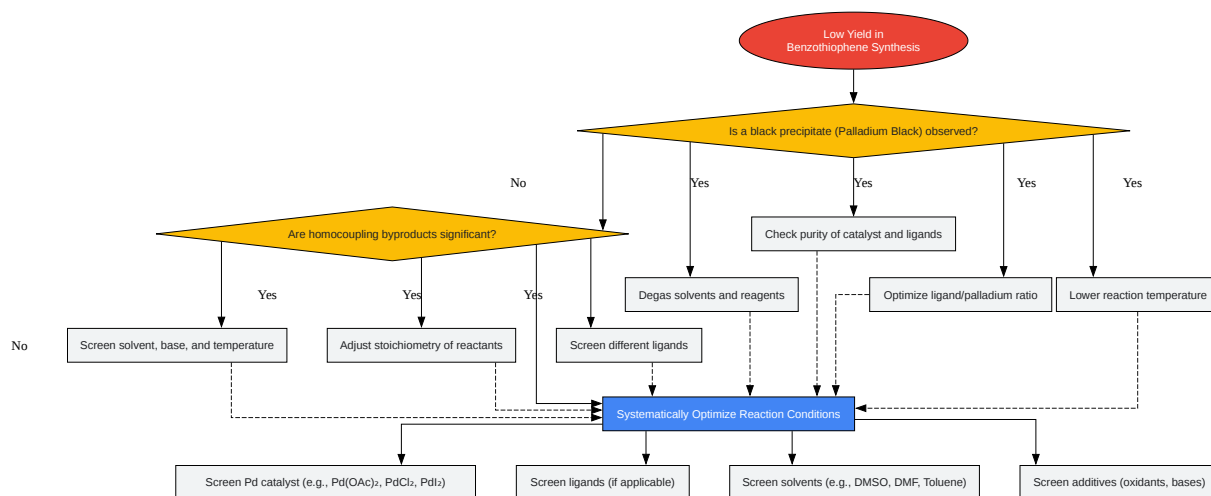 Low Yield in
Benzothiophene Synthesis
Is a black precipitate (Palladium Black) observed?
No
Yes
Yes
Yes
Yes
Are homocoupling byproducts significant?
Check purity of catalyst and ligands
Yes
Yes
Yes
Degas solvents and reagents
Optimize ligand/palladium ratio
Lower reaction temperature
No
Screen solvent, base, and temperature
Adjust stoichiometry of reactants
Screen different ligands
Systematically Optimize Reaction Conditions
Screen Pd catalyst (e.g., Pd(OAc)₂, PdCl₂, PdI₂)
Screen ligands (if applicable)
Screen solvents (e.g., DMSO, DMF, Toluene)
Screen additives (oxidants, bases)